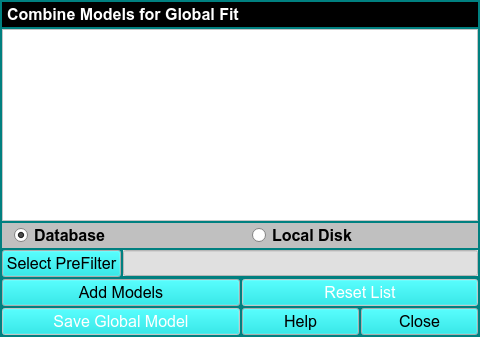 Combine Models for Global Fit
Database Local Disk
Select PreFilter
Add Models Reset List
Save Global Model Help Close